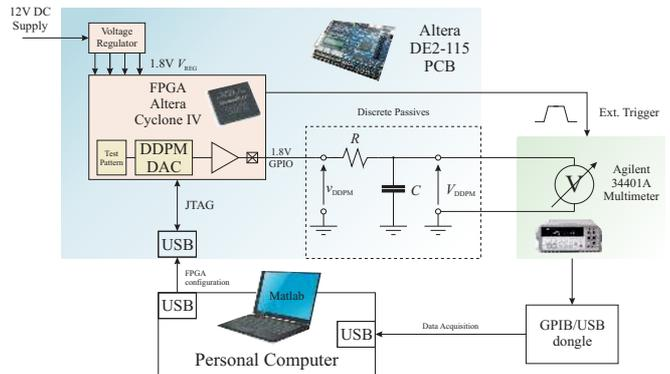 12V DC
Supply
Voltage
Regulator
1.8V V_REG
Altera
DE2-115
PCB
FPGA
Altera
Cyclone IV
Test
Pattern
DDPM
DAC
1.8V
GPIO
Discrete Passives
R
C
v_DDPM
V_DDPM
Ext. Trigger
V
Agilent
34401A
Multimeter
JTAG
USB
FPGA
configuration
USB
Matlab
USB
Personal Computer
Data Acquisition
GPIB/USB
dongle